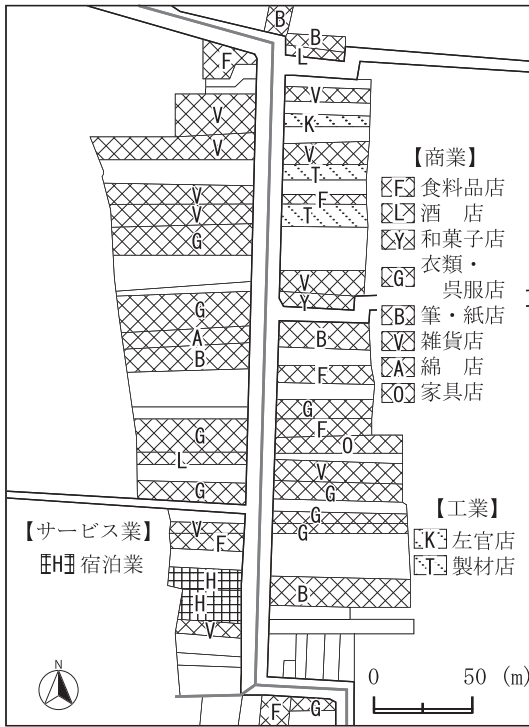 B
B
L
F
V
V
K
V
V
T
V
F
V
T
G
V
Y
G
A
B
B
F
G
G
F
O
L
V
G
G
G
V
G
F
H
H
B
V
F
G
【商業】
F 食料品店
L 酒　店
Y 和菓子店
G 衣類・
呉服店
B 筆・紙店
V 雑貨店
A 綿　店
O 家具店
【工業】
K 左官店
T 製材店
【サービス業】
H 宿泊業
N
0 50 (m)